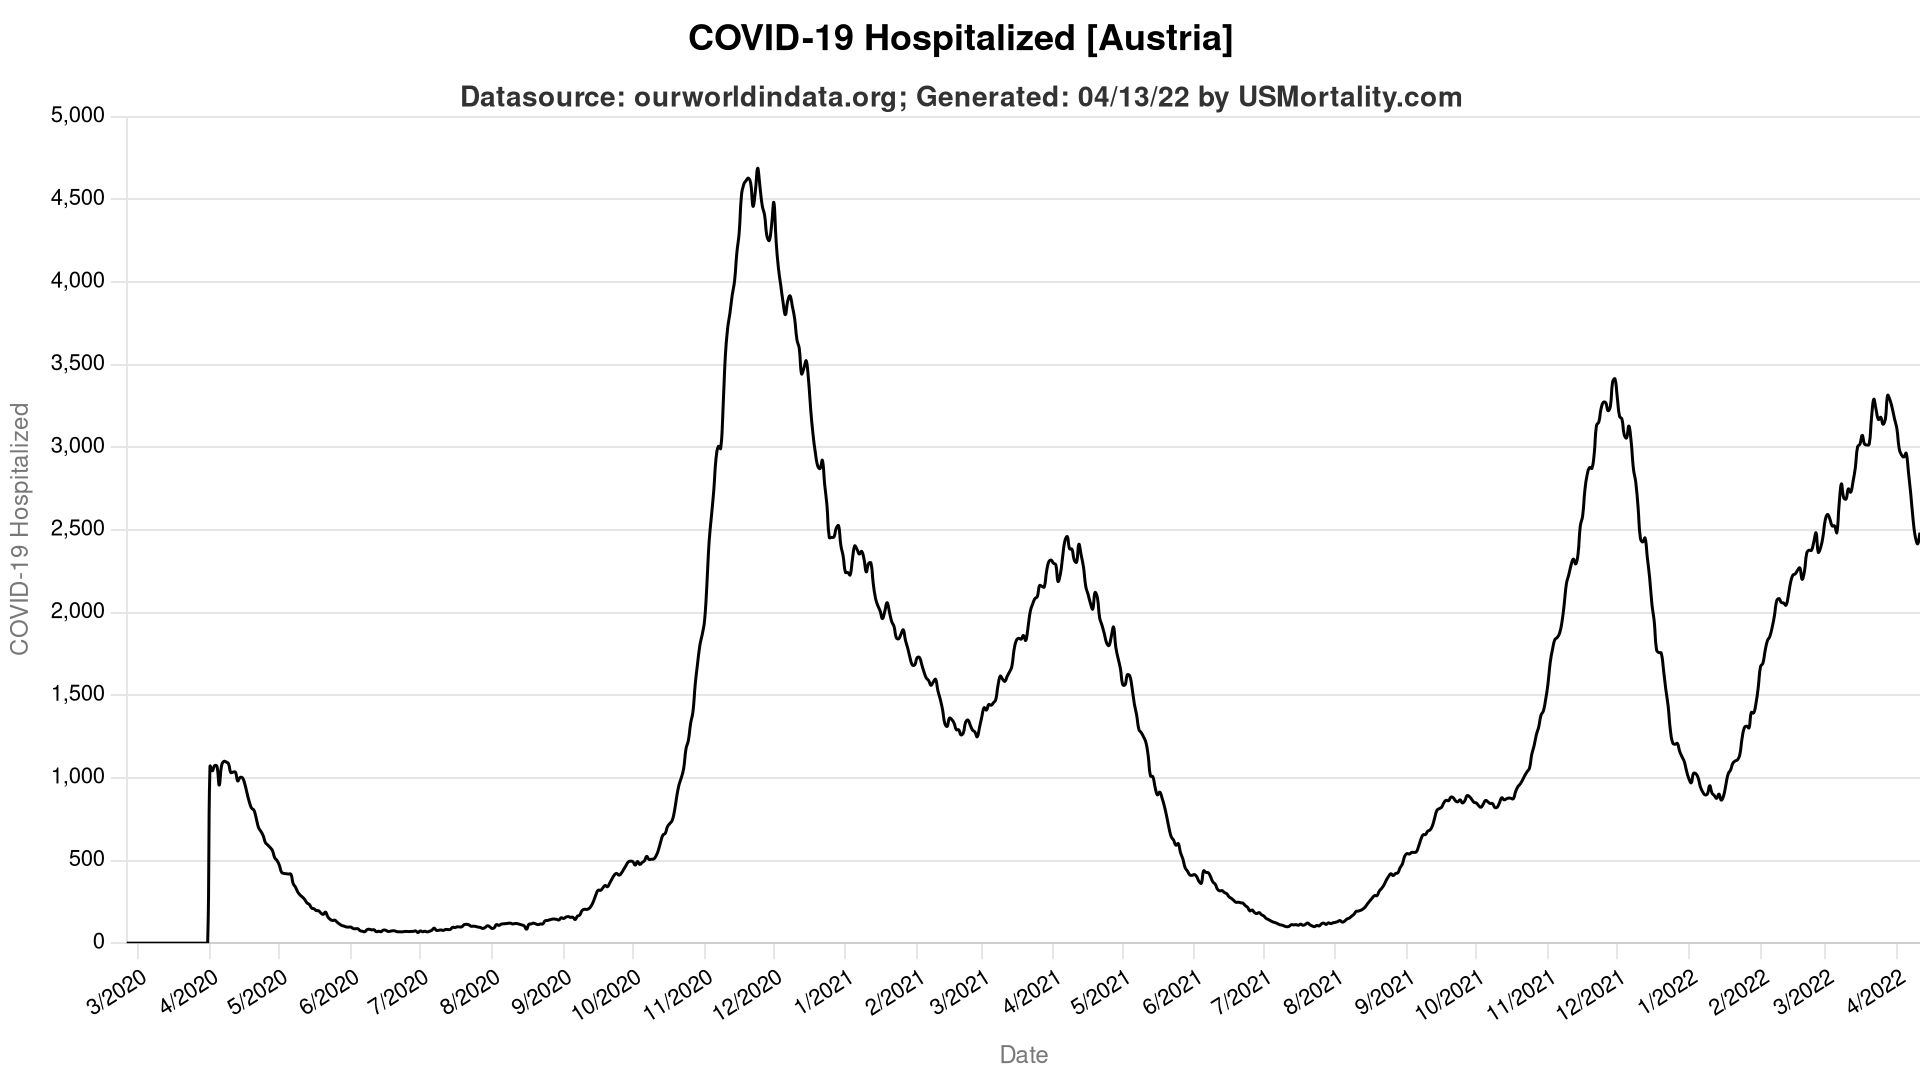 COVID-19 Hospitalized [Austria]
Datasource: ourworldindata.org; Generated: 04/13/22 by USMortality.com
5,000
4,500
4,000
3,500
3,000
2,500
2,000
1,500
1,000
500
0
COVID-19 Hospitalized
3/2020 4/2020 5/2020 6/2020 7/2020 8/2020 9/2020 10/2020 11/2020 12/2020 1/2021 2/2021 3/2021 4/2021 5/2021 6/2021 7/2021 8/2021 9/2021 10/2021 11/2021 12/2021 1/2022 2/2022 3/2022 4/2022
Date